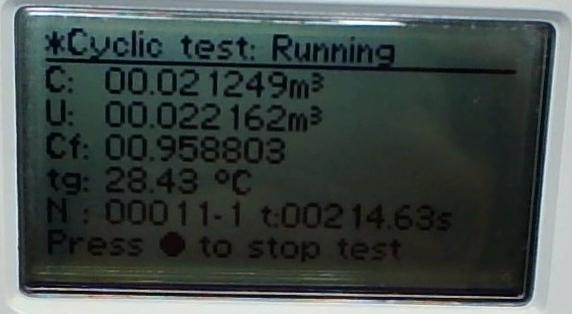 *Cyclic test: Running
C: 00.021249m³
U: 00.022162m³
Cf: 00.958803
tg: 28.43 ºC
N : 00011-1 t:00214.63s
Press ● to stop test